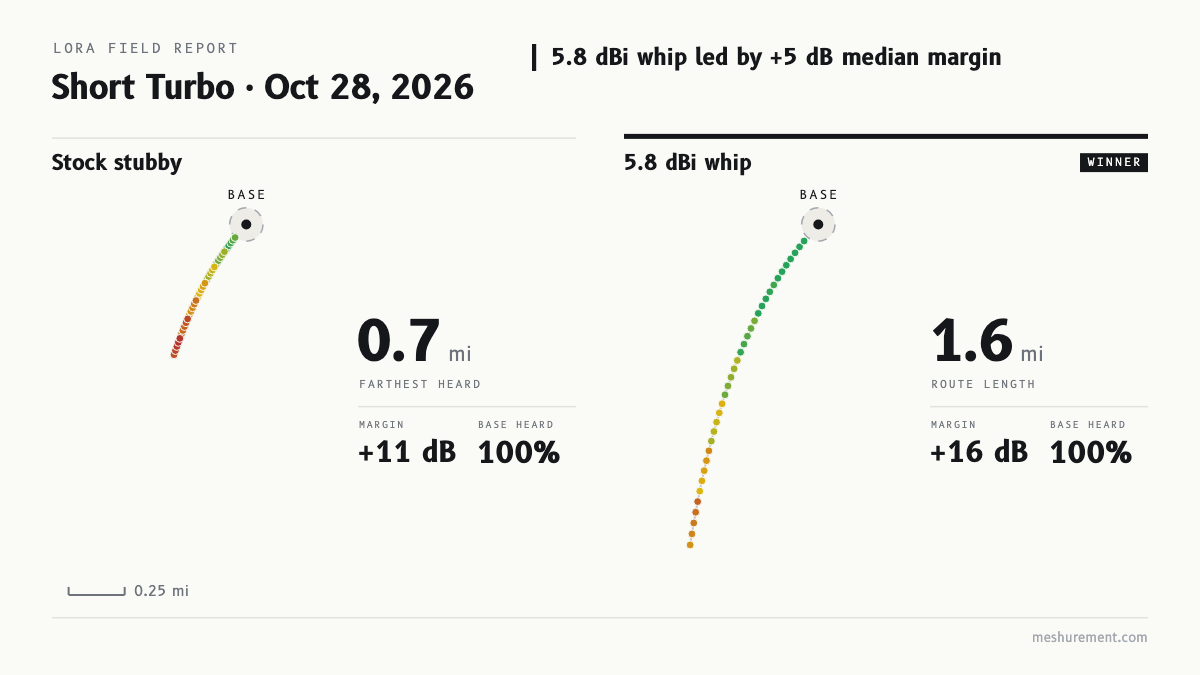 LORA FIELD REPORT
Short Turbo · Oct 28, 2026
5.8 dBi whip led by +5 dB median margin
Stock stubby
BASE
0.7 mi
FARTHEST HEARD
MARGIN
BASE HEARD
+11 dB
100%
0.25 mi
5.8 dBi whip
WINNER
BASE
1.6 mi
ROUTE LENGTH
MARGIN
BASE HEARD
+16 dB
100%
meshurement.com